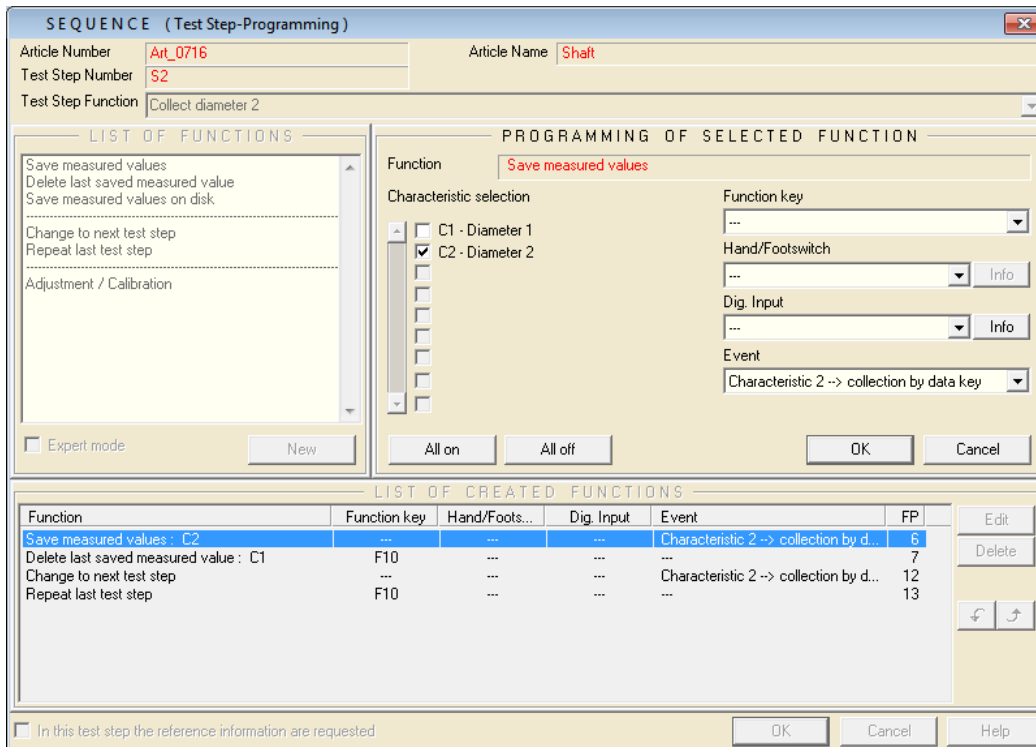 SEQUENCE (Test Step-Programming)
Article Number Art_0716 Article Name Shaft
Test Step Number S2
Test Step Function Collect diameter 2
LIST OF FUNCTIONS
Save measured values
Delete last saved measured value
Save measured values on disk
Change to next test step
Repeat last test step
Adjustment / Calibration
Expert mode New
PROGRAMMING OF SELECTED FUNCTION
Function Save measured values
Characteristic selection
C1 - Diameter 1
C2 - Diameter 2
All on All off
Function key
---
Hand/Footswitch
--- Info
Dig. Input
--- Info
Event
Characteristic 2 --> collection by data key
OK Cancel
LIST OF CREATED FUNCTIONS
Function Function key Hand/Foots... Dig. Input Event FP
Save measured values : C2 --- --- --- Characteristic 2 --> collection by d... 6
Delete last saved measured value : C1 F10 --- --- --- 7
Change to next test step --- --- --- Characteristic 2 --> collection by d... 12
Repeat last test step F10 --- --- --- 13
Edit
Delete
In this test step the reference information are requested OK Cancel Help